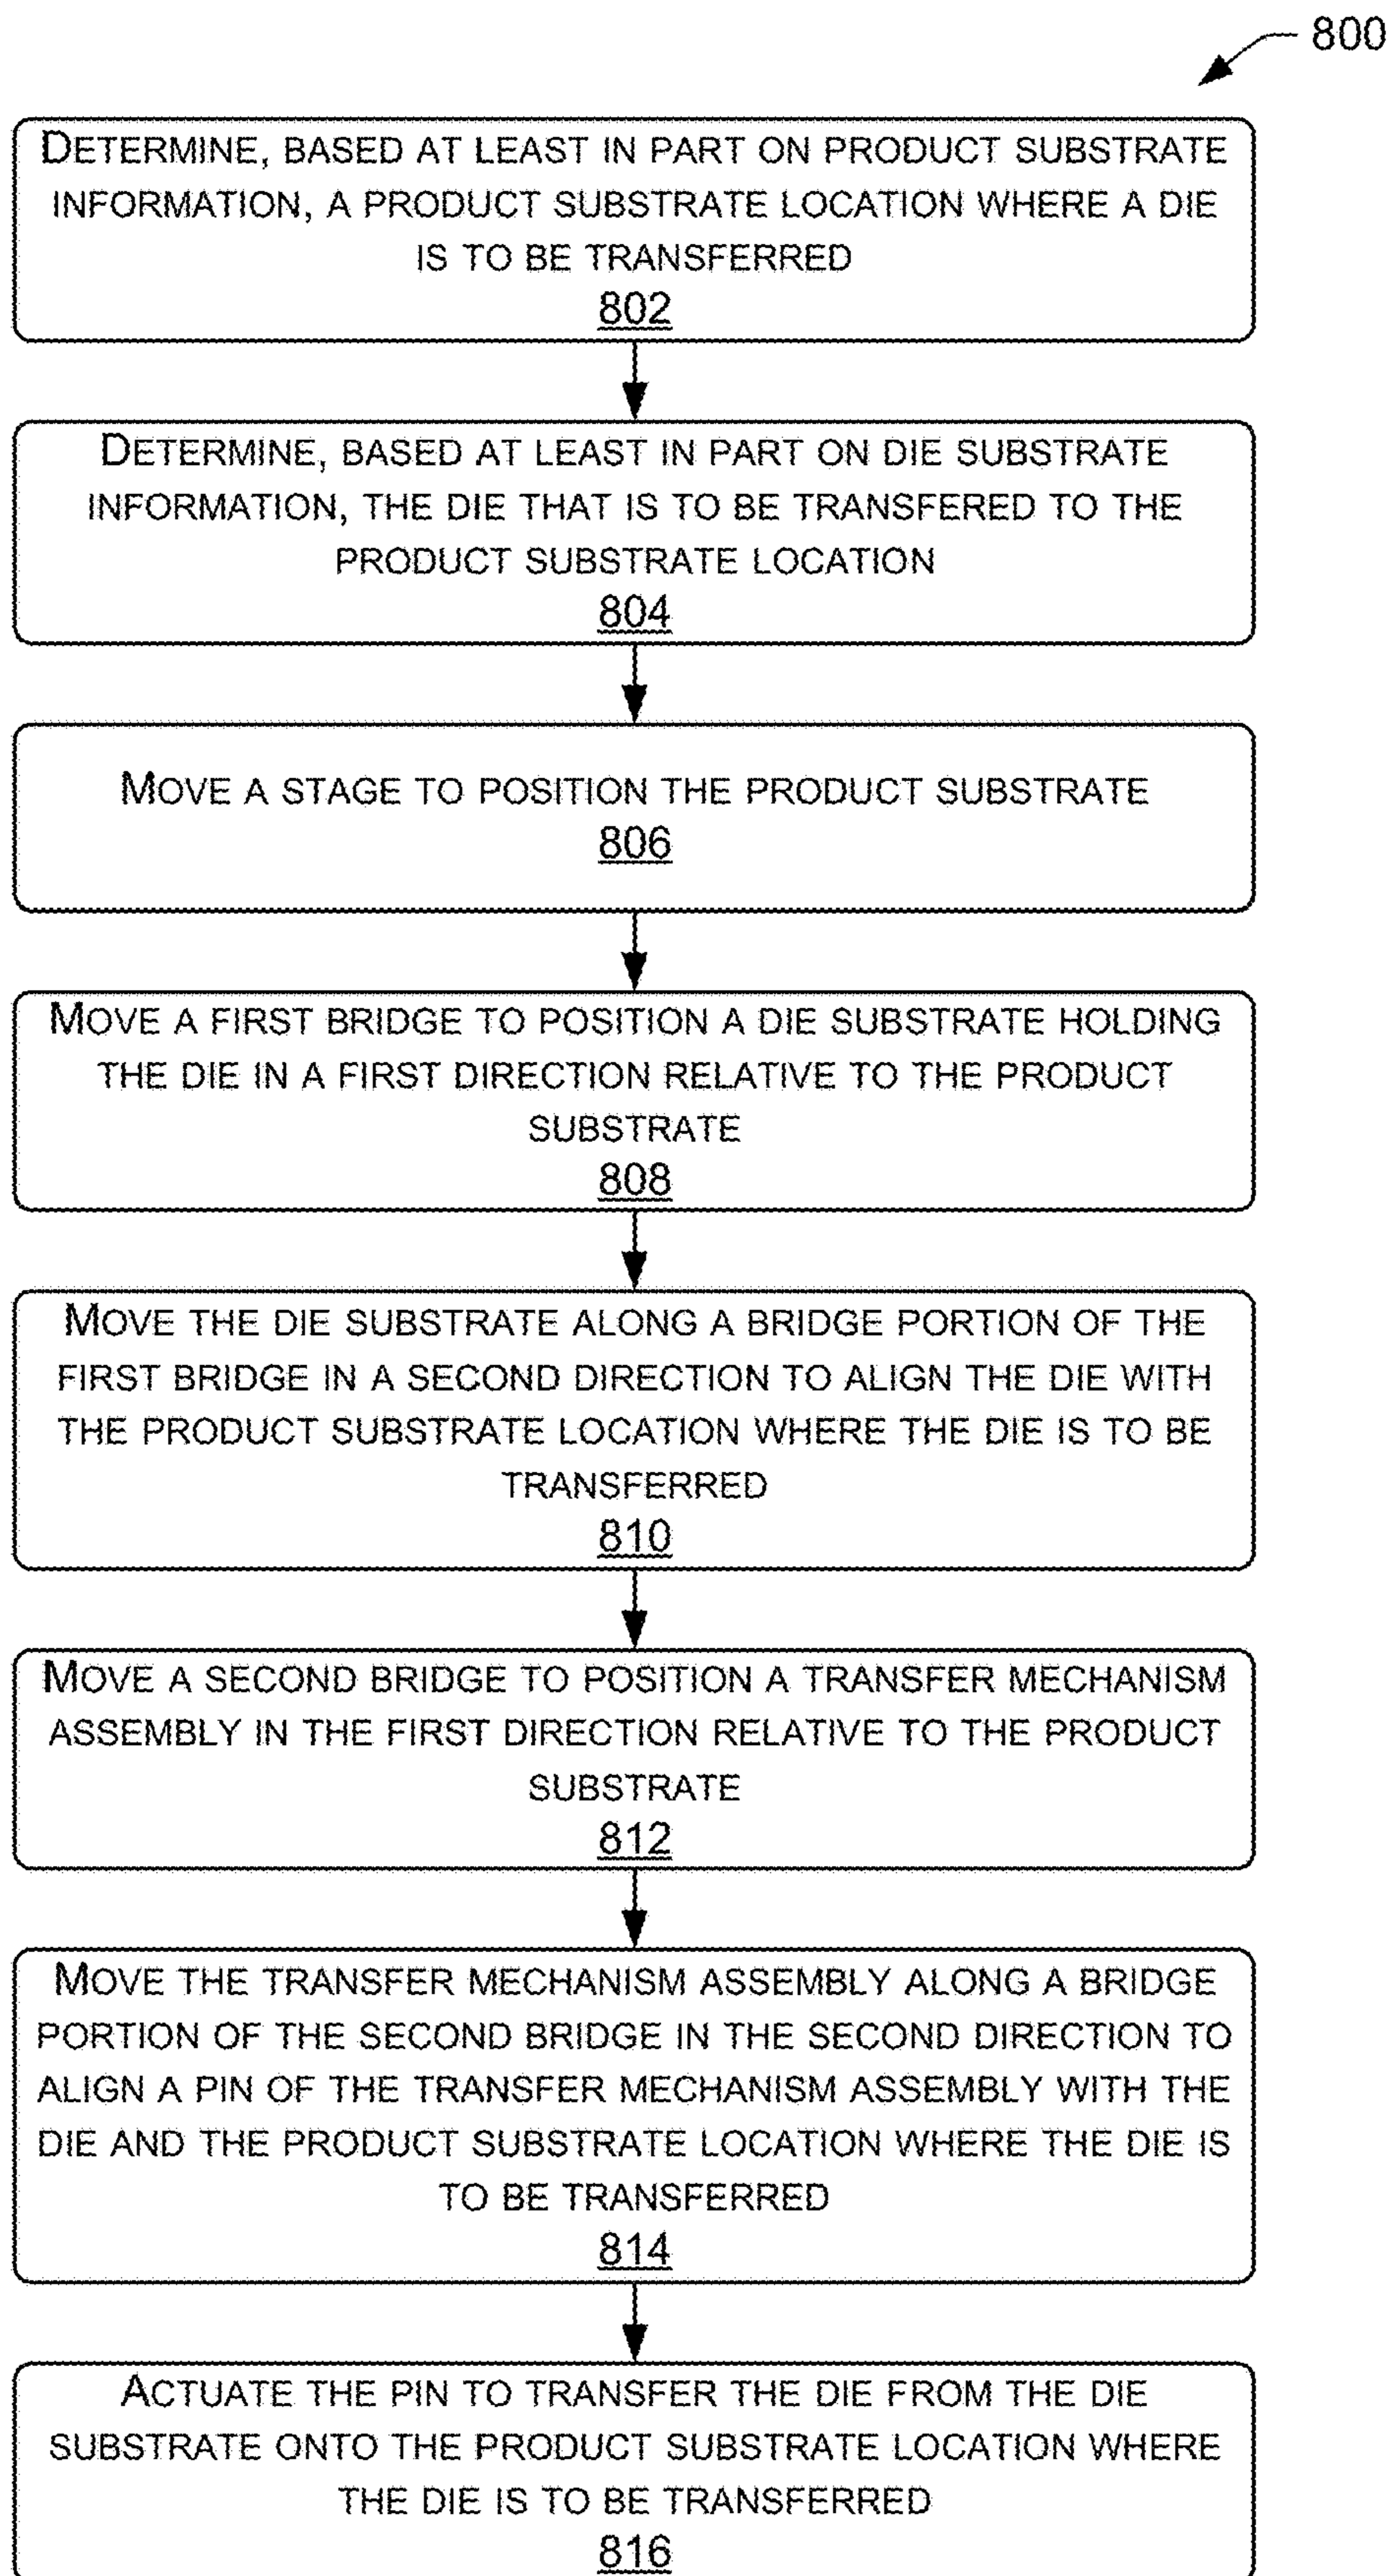 800
DETERMINE, BASED AT LEAST IN PART ON PRODUCT SUBSTRATE
INFORMATION, A PRODUCT SUBSTRATE LOCATION WHERE A DIE
IS TO BE TRANSFERRED
802
DETERMINE, BASED AT LEAST IN PART ON DIE SUBSTRATE
INFORMATION, THE DIE THAT IS TO BE TRANSFERED TO THE
PRODUCT SUBSTRATE LOCATION
804
MOVE A STAGE TO POSITION THE PRODUCT SUBSTRATE
806
MOVE A FIRST BRIDGE TO POSITION A DIE SUBSTRATE HOLDING
THE DIE IN A FIRST DIRECTION RELATIVE TO THE PRODUCT
SUBSTRATE
808
MOVE THE DIE SUBSTRATE ALONG A BRIDGE PORTION OF THE
FIRST BRIDGE IN A SECOND DIRECTION TO ALIGN THE DIE WITH
THE PRODUCT SUBSTRATE LOCATION WHERE THE DIE IS TO BE
TRANSFERRED
810
MOVE A SECOND BRIDGE TO POSITION A TRANSFER MECHANISM
ASSEMBLY IN THE FIRST DIRECTION RELATIVE TO THE PRODUCT
SUBSTRATE
812
MOVE THE TRANSFER MECHANISM ASSEMBLY ALONG A BRIDGE
PORTION OF THE SECOND BRIDGE IN THE SECOND DIRECTION TO
ALIGN A PIN OF THE TRANSFER MECHANISM ASSEMBLY WITH THE
DIE AND THE PRODUCT SUBSTRATE LOCATION WHERE THE DIE IS
TO BE TRANSFERRED
814
ACTUATE THE PIN TO TRANSFER THE DIE FROM THE DIE
SUBSTRATE ONTO THE PRODUCT SUBSTRATE LOCATION WHERE
THE DIE IS TO BE TRANSFERRED
816